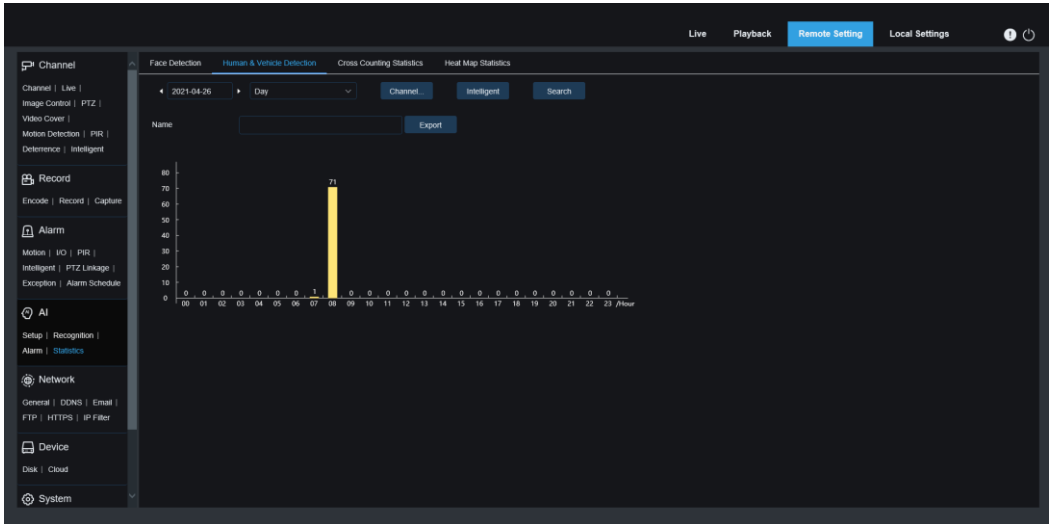 Live Playback Remote Setting Local Settings
Channel
Channel | Live |
Image Control | PTZ |
Video Cover |
Motion Detection | PIR |
Deterrence | Intelligent
Record
Encode | Record | Capture
Alarm
Motion | I/O | PIR |
Intelligent | PTZ Linkage |
Exception | Alarm Schedule
AI
Setup | Recognition |
Alarm | Statistics
Network
General | DDNS | Email |
FTP | HTTPS | IP Filter
Device
Disk | Cloud
System
Face Detection Human & Vehicle Detection Cross Counting Statistics Heat Map Statistics
2021-04-26 Day Channel... Intelligent Search
Name Export
80
70
60
50
40
30
20
10
0
0 0 0 0 0 0 0 1 71 0 0 0 0 0 0 0 0 0 0 0 0 0 0 0
00 01 02 03 04 05 06 07 08 09 10 11 12 13 14 15 16 17 18 19 20 21 22 23 /Hour